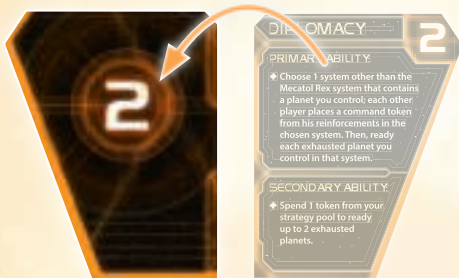 2
DIPLOMACY
2
PRIMARY ABILITY:
Choose 1 system other than the
Mecatol Rex system that contains
a planet you control; each other
player places a command token
from his reinforcements in the
chosen system. Then, ready
each exhausted planet you
control in that system.
SECONDARY ABILITY:
Spend 1 token from your
strategy pool to ready
up to 2 exhausted
planets.